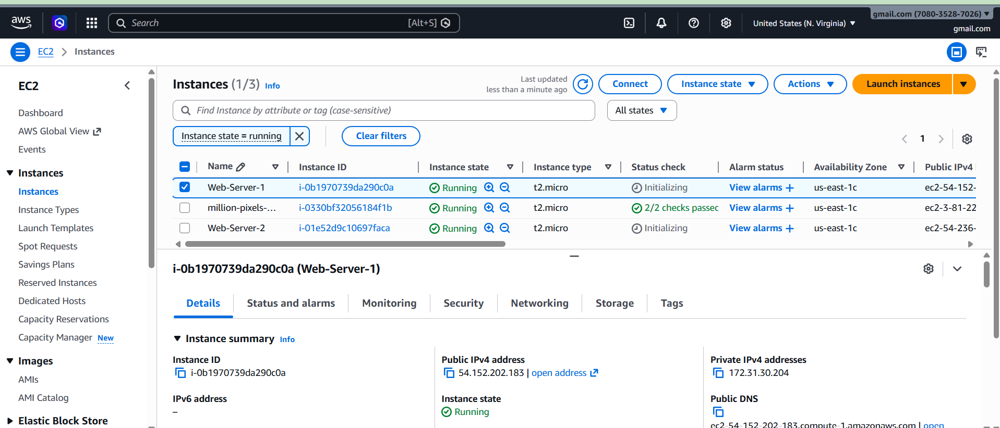 aws
Search
[Alt+S]
United States (N. Virginia)
gmail.com (7080-3528-7026)
gmail.com
EC2
Instances
EC2
Dashboard
AWS Global View
Events
Instances
Instances
Instance Types
Launch Templates
Spot Requests
Savings Plans
Reserved Instances
Dedicated Hosts
Capacity Reservations
Capacity Manager New
Images
AMIs
AMI Catalog
Elastic Block Store
Instances (1/3) Info
Last updated
less than a minute ago
Connect
Instance state
Actions
Launch instances
Find Instance by attribute or tag (case-sensitive)
All states
Instance state = running
Clear filters
1
Name Instance ID Instance state Instance type Status check Alarm status Availability Zone Public IPv4
Web-Server-1 i-0b1970739da290c0a Running t2.micro Initializing View alarms us-east-1c ec2-54-152-
million-pixels-... i-0330bf32056184f1b Running t2.micro 2/2 checks passec View alarms us-east-1c ec2-3-81-22
Web-Server-2 i-01e52d9c10697faca Running t2.micro Initializing View alarms us-east-1c ec2-54-236-
i-0b1970739da290c0a (Web-Server-1)
Details Status and alarms Monitoring Security Networking Storage Tags
Instance summary Info
Instance ID
i-0b1970739da290c0a
Public IPv4 address
54.152.202.183 | open address
Private IPv4 addresses
172.31.30.204
IPv6 address
–
Instance state
Running
Public DNS
ec2-54-152-202-183.compute-1.amazonaws.com | open